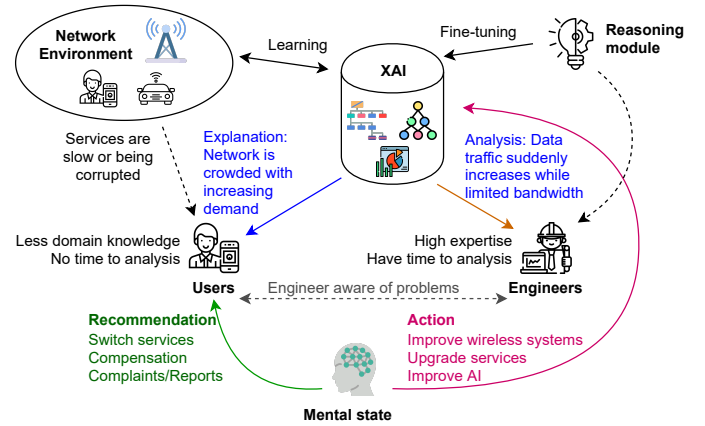 Network
Environment
Learning
Fine-tuning
Reasoning
module
XAI
Services are
slow or being
corrupted
Explanation:
Network is
crowded with
increasing
demand
Analysis: Data
traffic suddenly
increases while
limited bandwidth
Less domain knowledge
No time to analysis
Users
High expertise
Have time to analysis
Engineers
Engineer aware of problems
Recommendation
Switch services
Compensation
Complaints/Reports
Action
Improve wireless systems
Upgrade services
Improve AI
Mental state